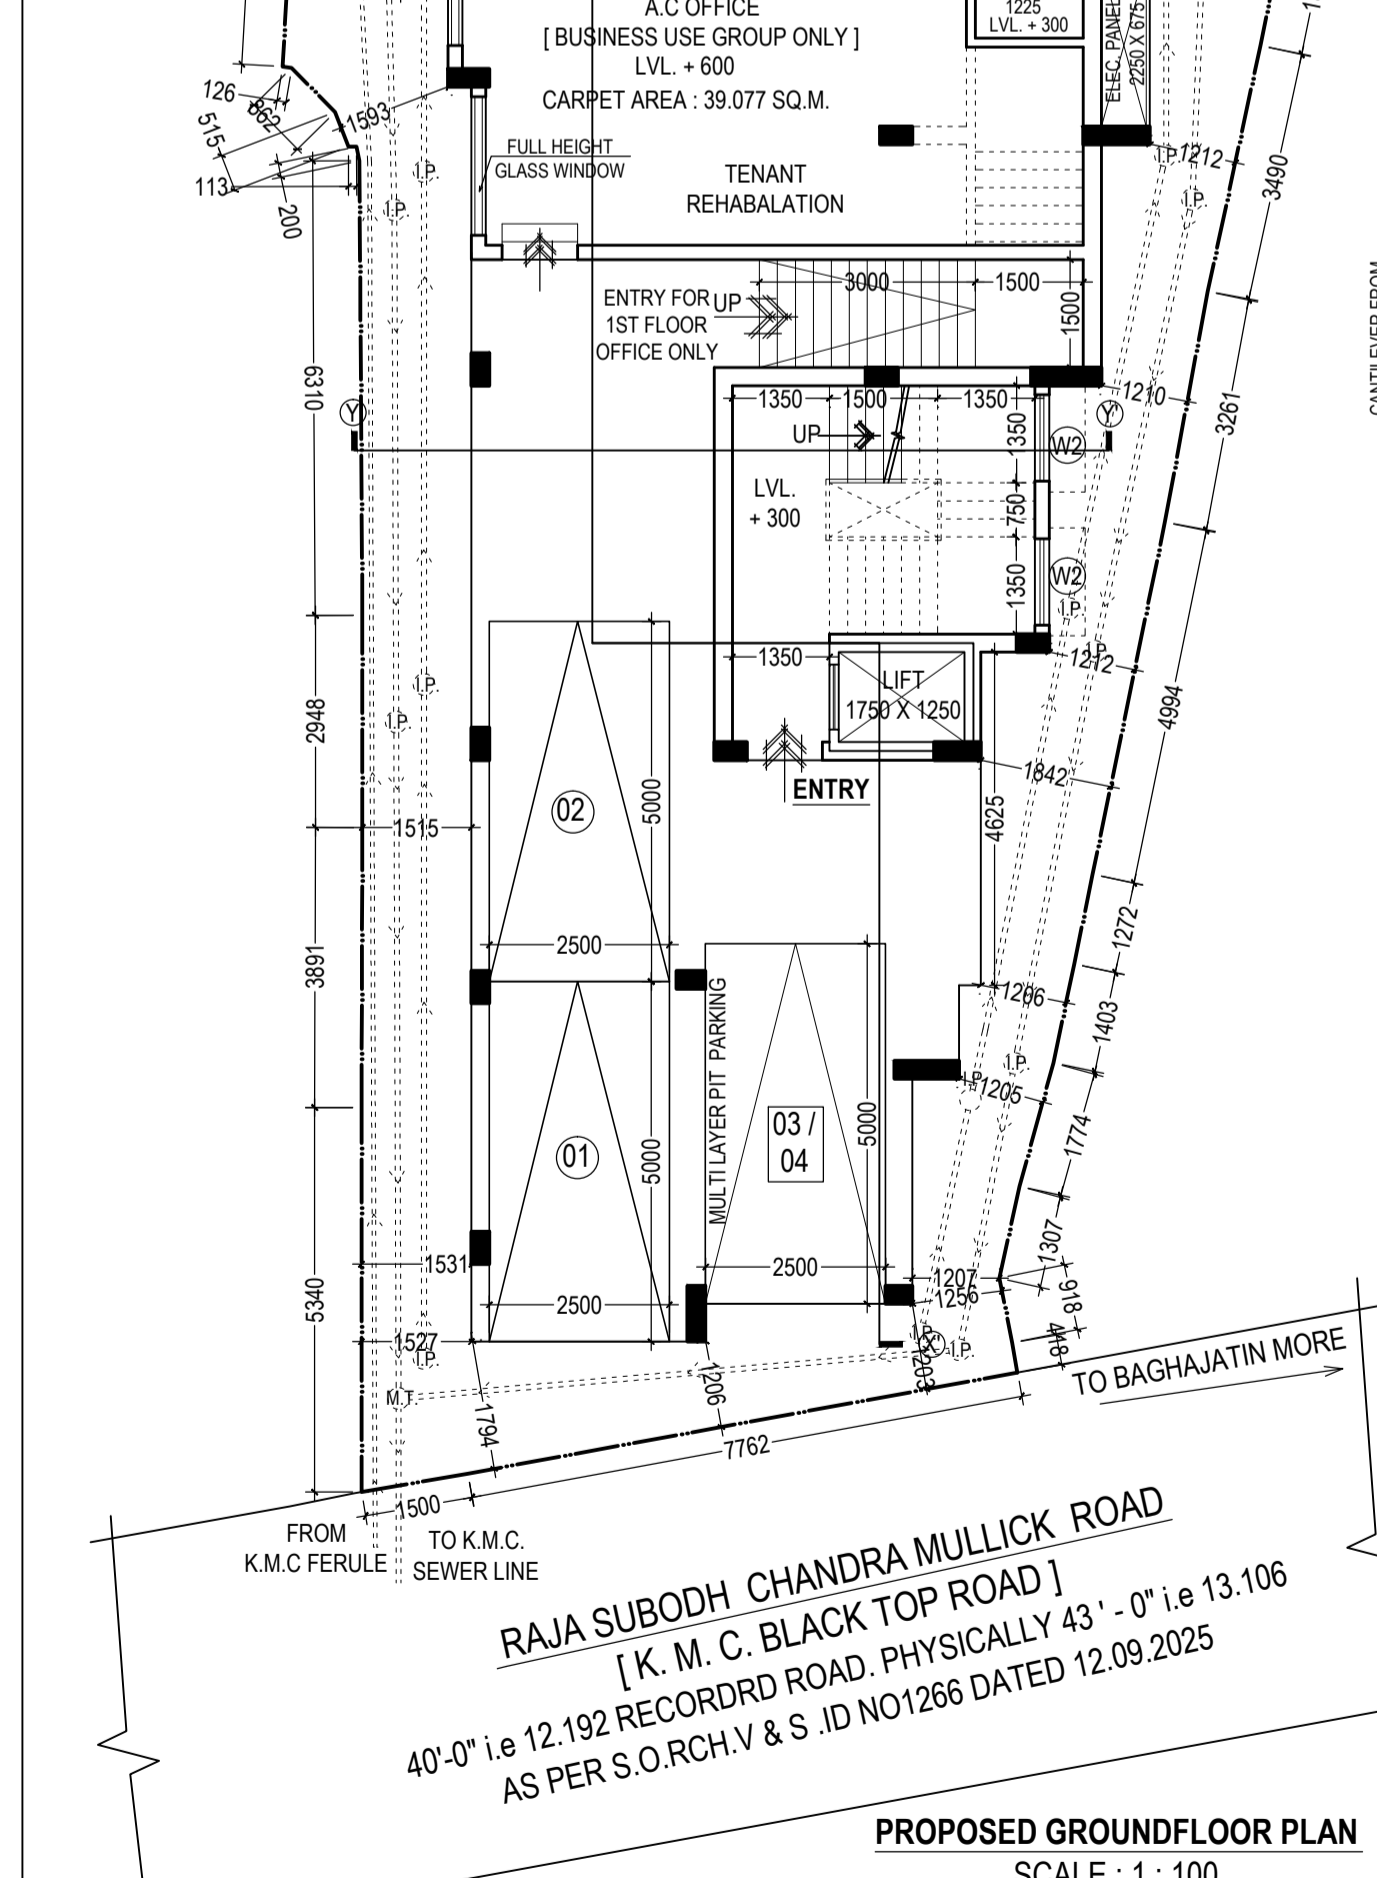 A.C OFFICE
[ BUSINESS USE GROUP ONLY ]
LVL. + 600
CARPET AREA : 39.077 SQ.M.
1225
LVL. + 300
ELEC. PANEL
2250 X 675
126
862
515
1593
113
200
FULL HEIGHT
GLASS WINDOW
TENANT
REHABALATION
I.P.
I.P.
I.P.
1212
I.P.
3490
ENTRY FOR
1ST FLOOR
OFFICE ONLY
UP
3000
1500
1500
6310
Y
1350
1500
1350
1210
Y'
3261
UP
1350
W2
LVL.
+ 300
750
1350
W2
I.P.
I.P.
1212
1350
LIFT
1750 X 1250
4994
2948
I.P.
I.P.
ENTRY
1842
02
5000
4625
1515
2500
1272
3891
1206
1403
MULTI LAYER PIT PARKING
I.P.
I.P.
1205
01
5000
03 /
04
5000
1774
1531
2500
1307
1207
1256
918
5340
2500
1527
I.P.
X'
I.P.
448
1203
M.T.
1206
1794
7762
TO BAGHAJATIN MORE
1500
FROM
K.M.C FERULE
TO K.M.C.
SEWER LINE
RAJA SUBODH CHANDRA MULLICK ROAD
[ K. M. C. BLACK TOP ROAD ]
40'-0" i.e 12.192 RECORDRD ROAD. PHYSICALLY 43 ' - 0" i.e 13.106
AS PER S.O.RCH.V & S .ID NO1266 DATED 12.09.2025
PROPOSED GROUNDFLOOR PLAN
SCALE : 1 : 100